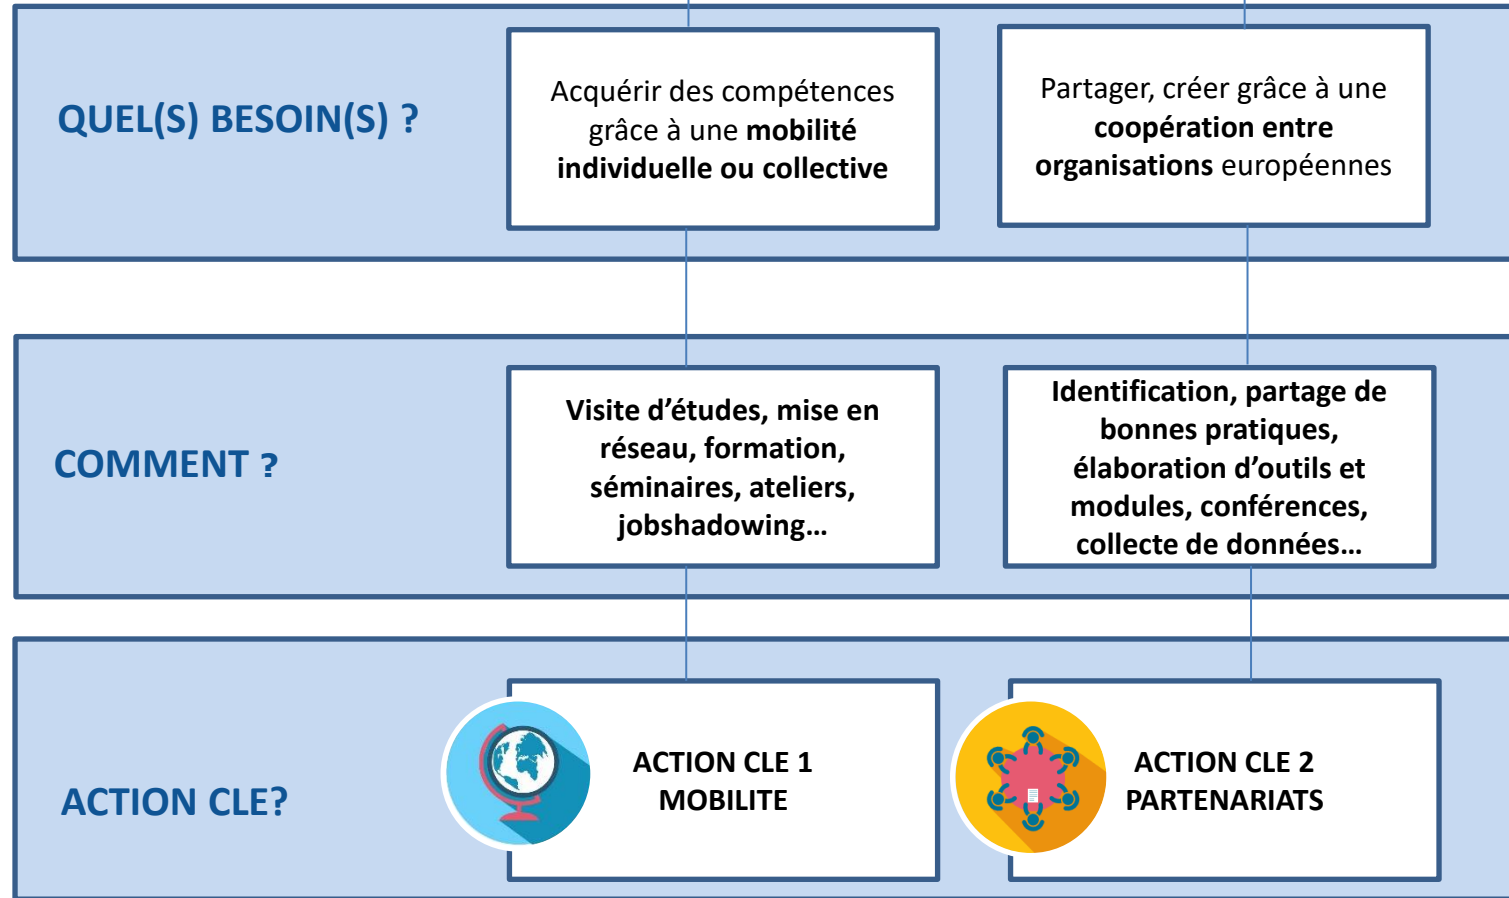 QUEL(S) BESOIN(S) ?
Acquérir des compétences
grâce à une mobilité
individuelle ou collective
Partager, créer grâce à une
coopération entre
organisations européennes
COMMENT ?
Visite d’études, mise en
réseau, formation,
séminaires, ateliers,
jobshadowing…
Identification, partage de
bonnes pratiques,
élaboration d’outils et
modules, conférences,
collecte de données…
ACTION CLE?
ACTION CLE 1
MOBILITE
ACTION CLE 2
PARTENARIATS